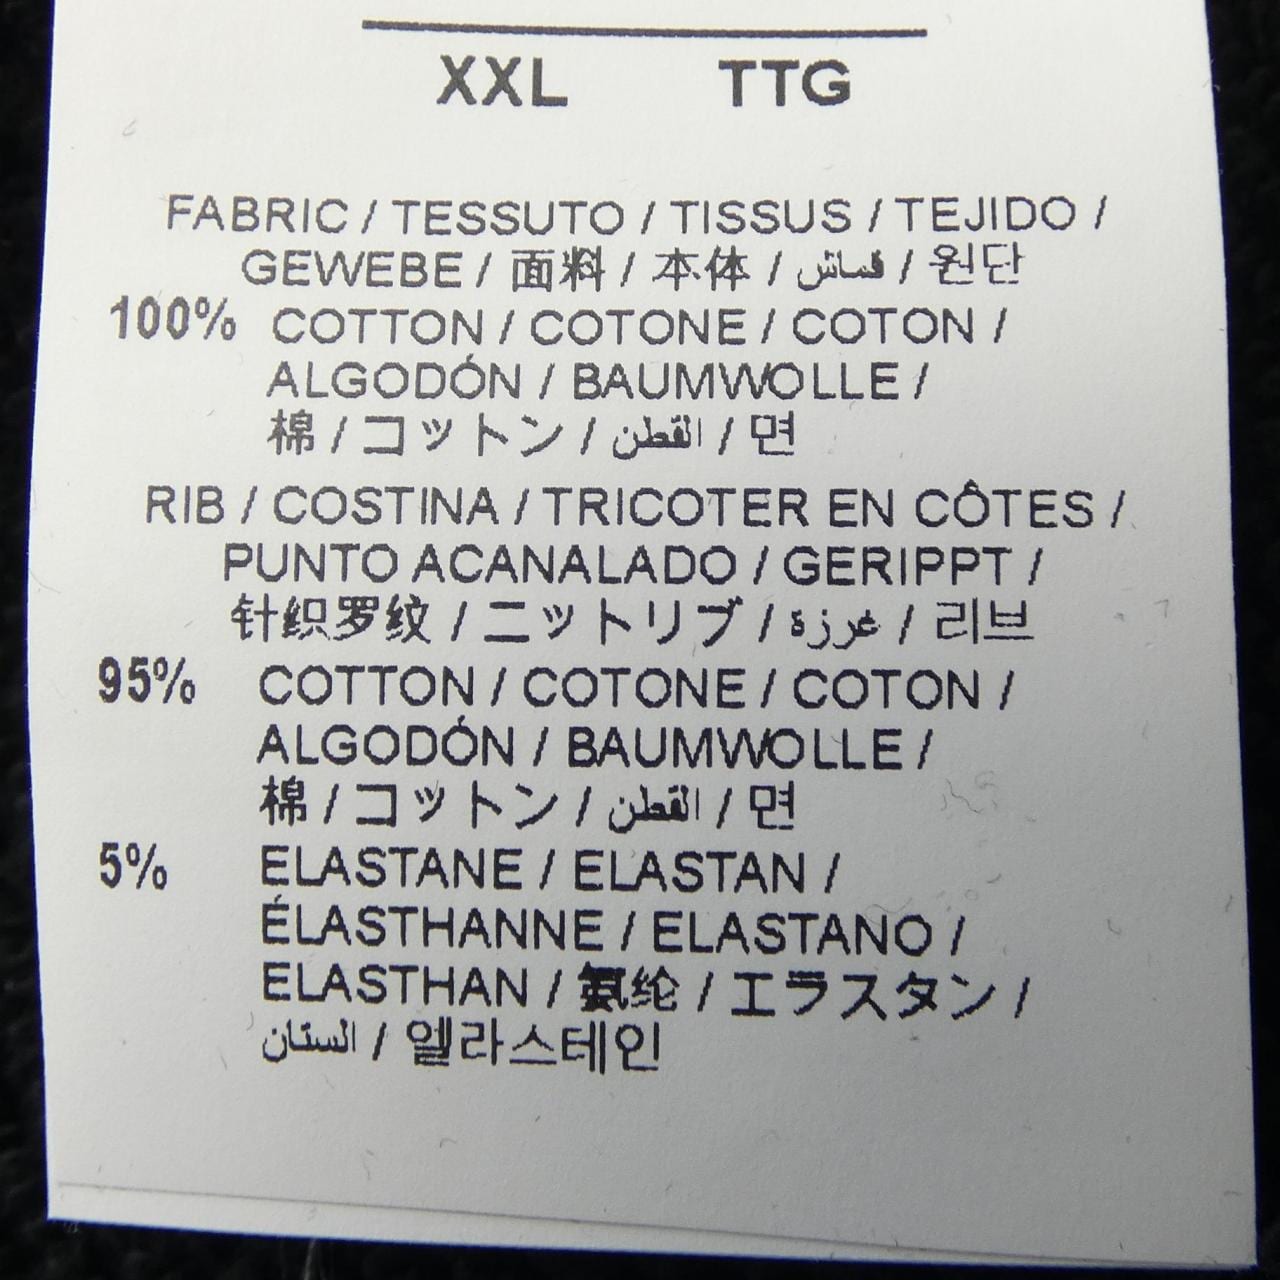 XXL TTG
FABRIC / TESSUTO / TISSUS / TEJIDO /
GEWEBE / 面料 / 本体 / قماش / 원단
100% COTTON / COTONE / COTON /
ALGODÓN / BAUMWOLLE /
棉 / コットン / القطن / 면
RIB / COSTINA / TRICOTER EN CÔTES /
PUNTO ACANALADO / GERIPPT /
针织罗纹 / ニットリブ / غرزة / 리브
95% COTTON / COTONE / COTON /
ALGODÓN / BAUMWOLLE /
棉 / コットン / القطن / 면
5% ELASTANE / ELASTAN /
ÉLASTHANNE / ELASTANO /
ELASTHAN / 氨纶 / エラスタン /
الستان / 엘라스테인